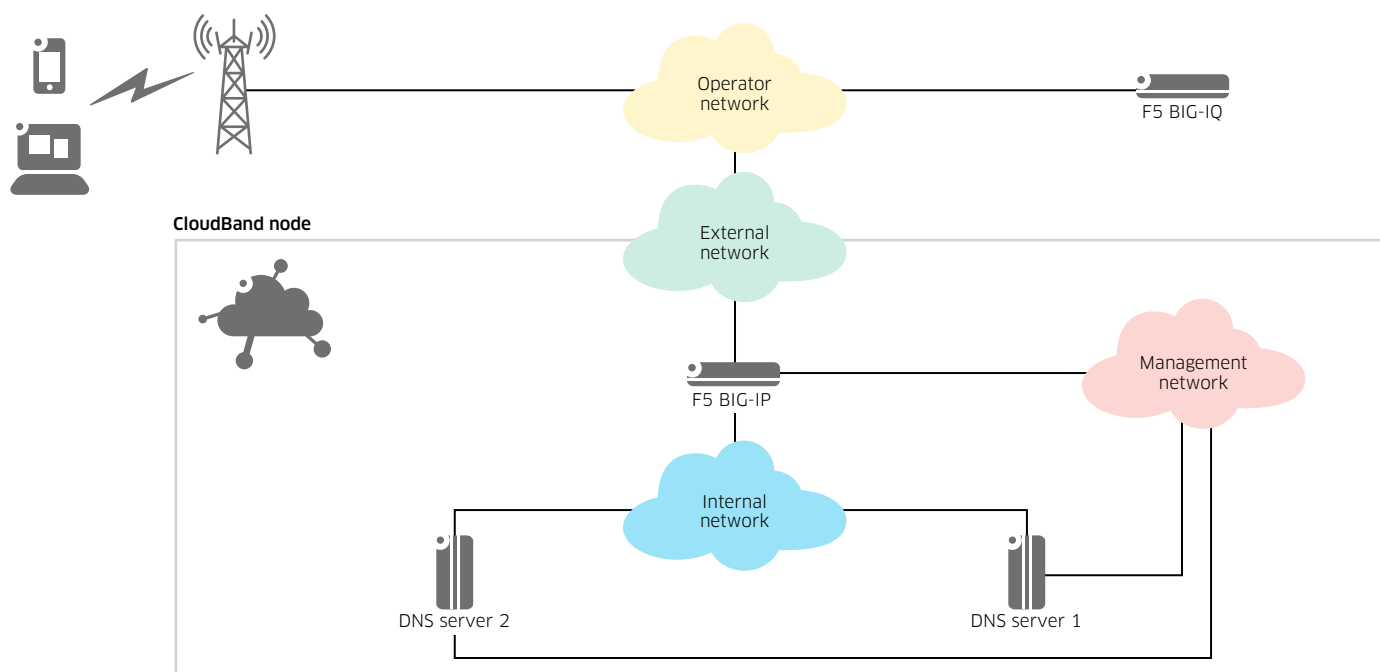 Operator
network
F5 BIG-IQ
CloudBand node
External
network
Management
network
F5 BIG-IP
Internal
network
DNS server 2
DNS server 1